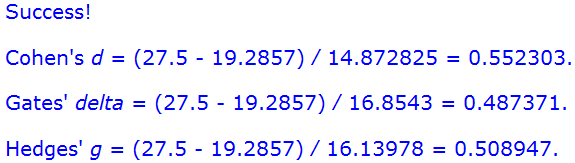 Success!
Cohen's d = (27.5 - 19.2857) ∕ 14.872825 = 0.552303.
Gates' delta = (27.5 - 19.2857) ∕ 16.8543 = 0.487371.
Hedges' g = (27.5 - 19.2857) ∕ 16.13978 = 0.508947.